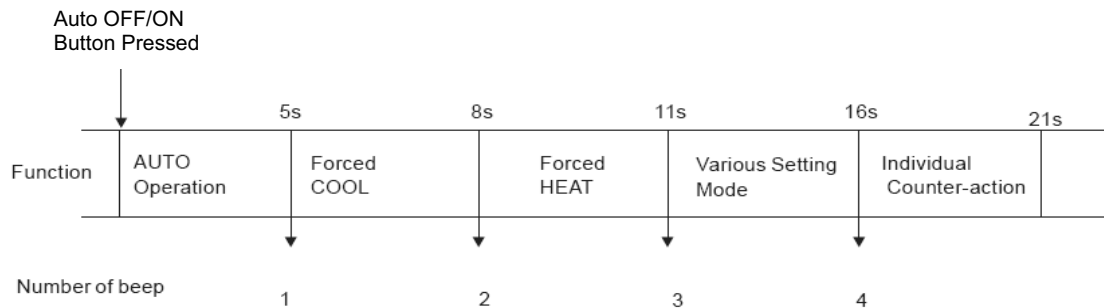 Auto OFF/ON
Button Pressed
5s 8s 11s 16s 21s
Function
AUTO
Operation
Forced
COOL
Forced
HEAT
Various Setting
Mode
Individual
Counter-action
Number of beep 1 2 3 4